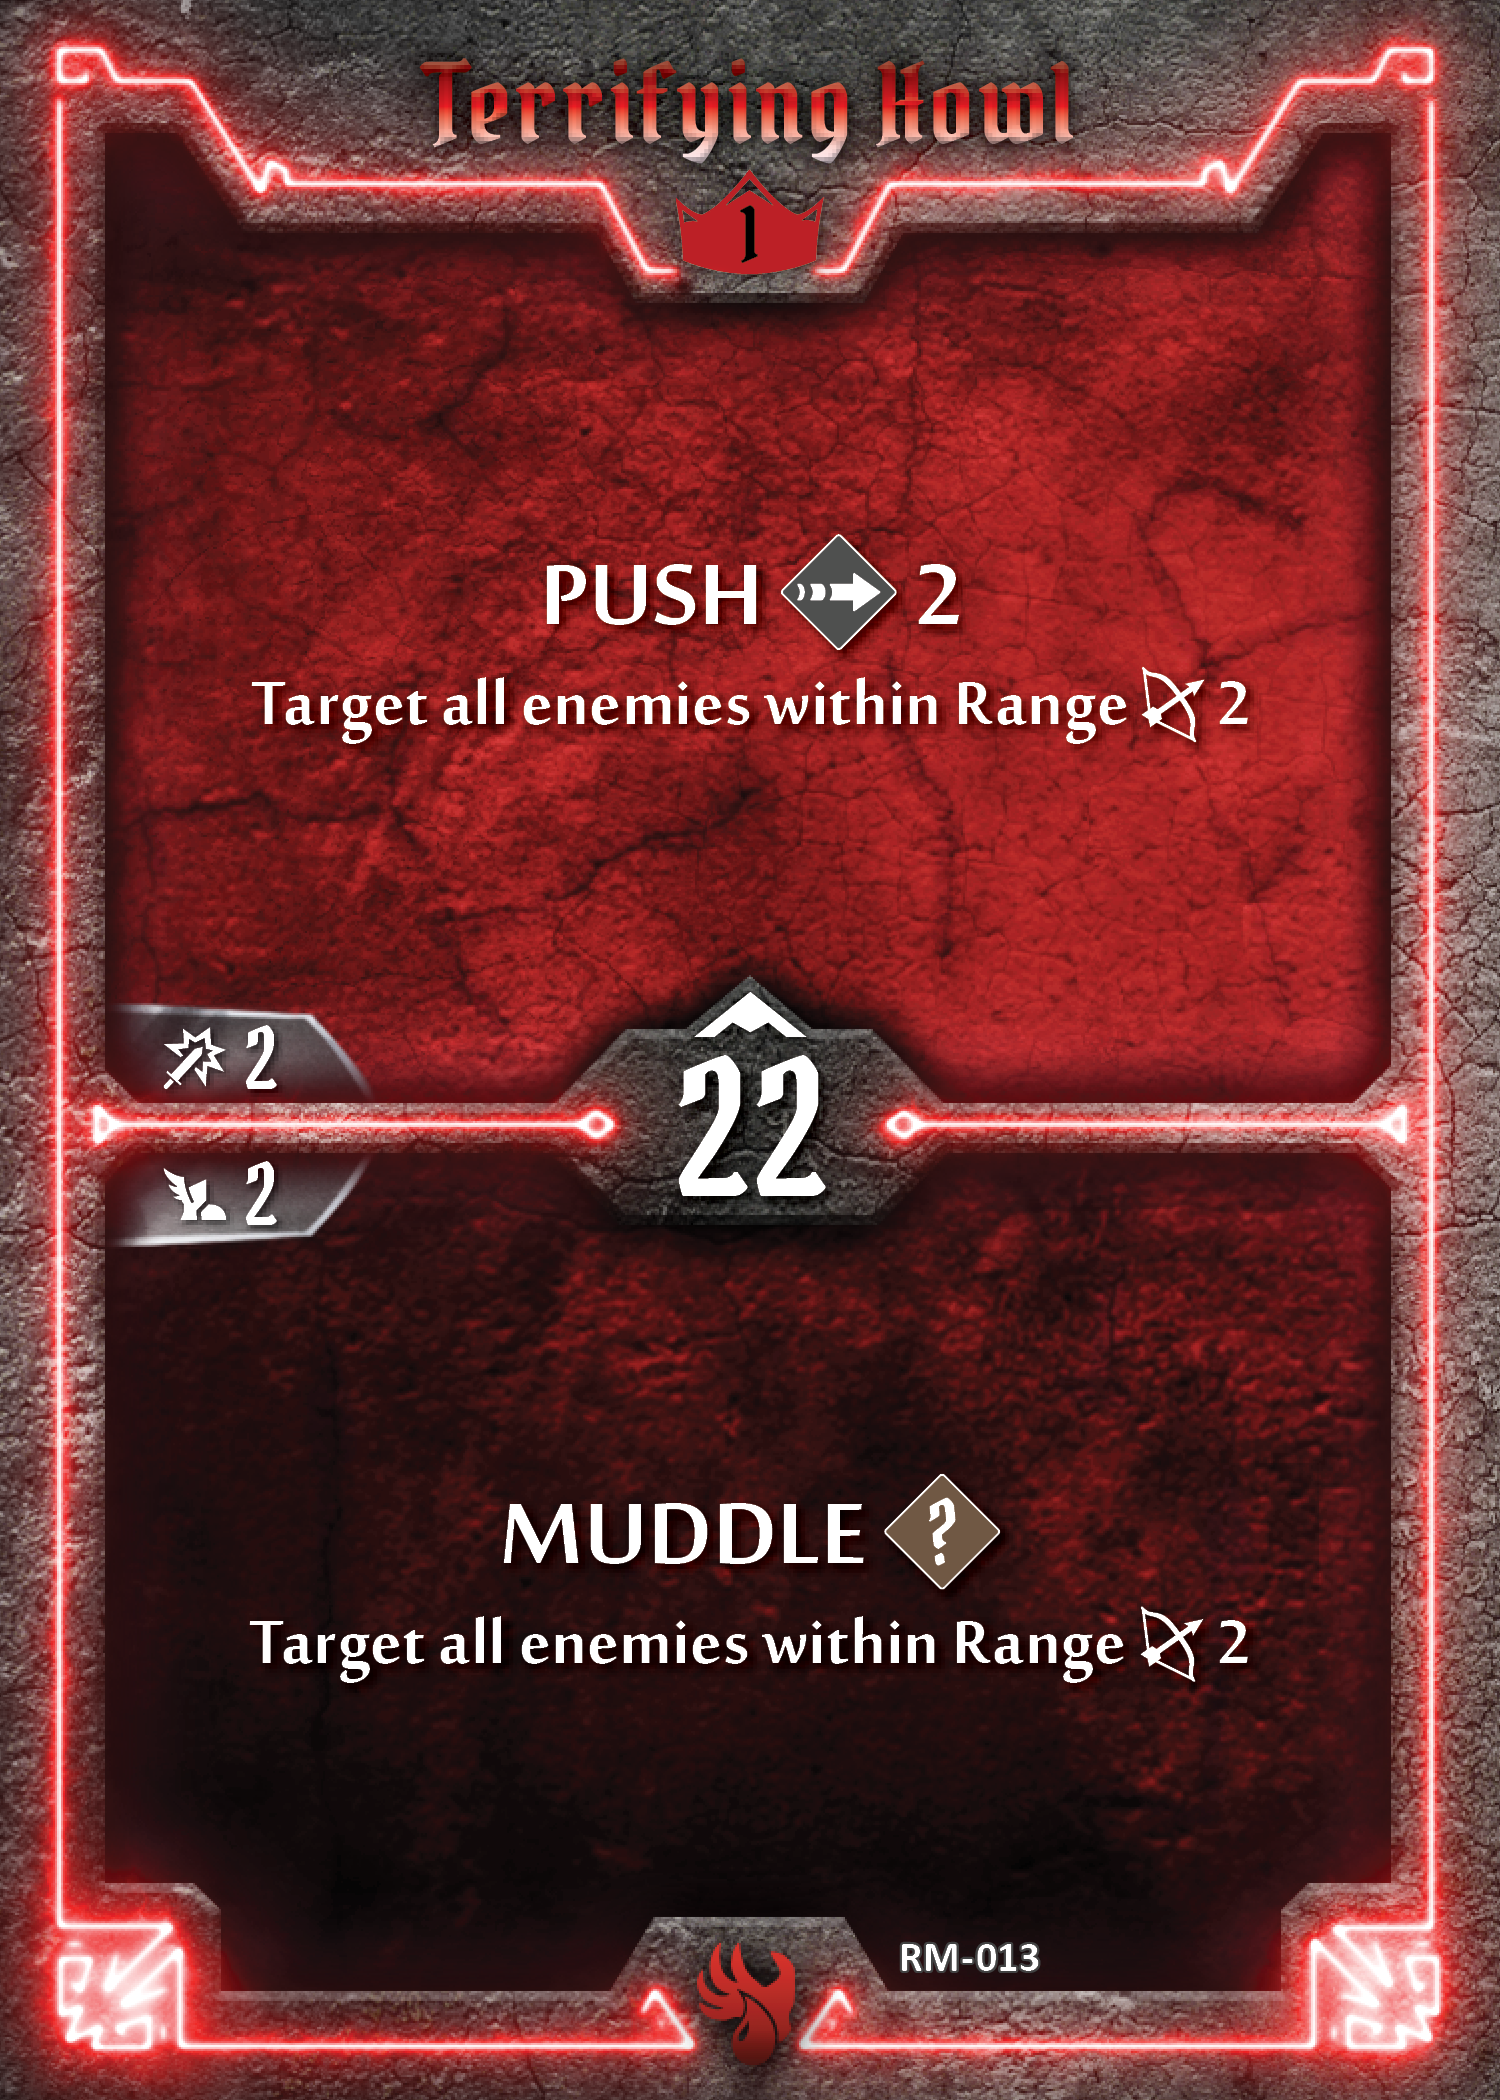 Terrifying Howl
1
PUSH 2
Target all enemies within Range 2
2
22
2
MUDDLE ?
Target all enemies within Range 2
RM-013